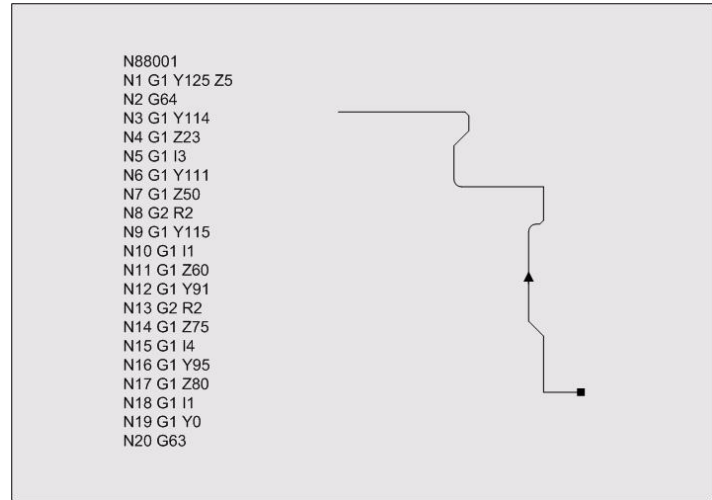 N88001
N1 G1 Y125 Z5
N2 G64
N3 G1 Y114
N4 G1 Z23
N5 G1 I3
N6 G1 Y111
N7 G1 Z50
N8 G2 R2
N9 G1 Y115
N10 G1 I1
N11 G1 Z60
N12 G1 Y91
N13 G2 R2
N14 G1 Z75
N15 G1 I4
N16 G1 Y95
N17 G1 Z80
N18 G1 I1
N19 G1 Y0
N20 G63